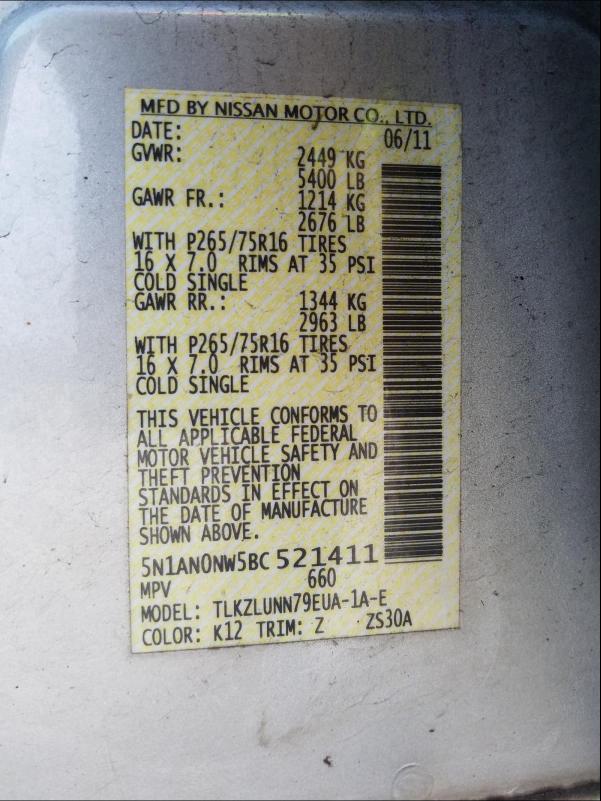 MFD BY NISSAN MOTOR CO., LTD.
DATE: 06/11
GVWR: 2449 KG
5400 LB
GAWR FR.: 1214 KG
2676 LB
WITH P265/75R16 TIRES
16 X 7.0 RIMS AT 35 PSI
COLD SINGLE
GAWR RR.: 1344 KG
2963 LB
WITH P265/75R16 TIRES
16 X 7.0 RIMS AT 35 PSI
COLD SINGLE
THIS VEHICLE CONFORMS TO
ALL APPLICABLE FEDERAL
MOTOR VEHICLE SAFETY AND
THEFT PREVENTION
STANDARDS IN EFFECT ON
THE DATE OF MANUFACTURE
SHOWN ABOVE.
5N1AN0NW5BC 521411
MPV 660
MODEL: TLKZLUNN79EUA-1A-E
COLOR: K12 TRIM: Z ZS30A